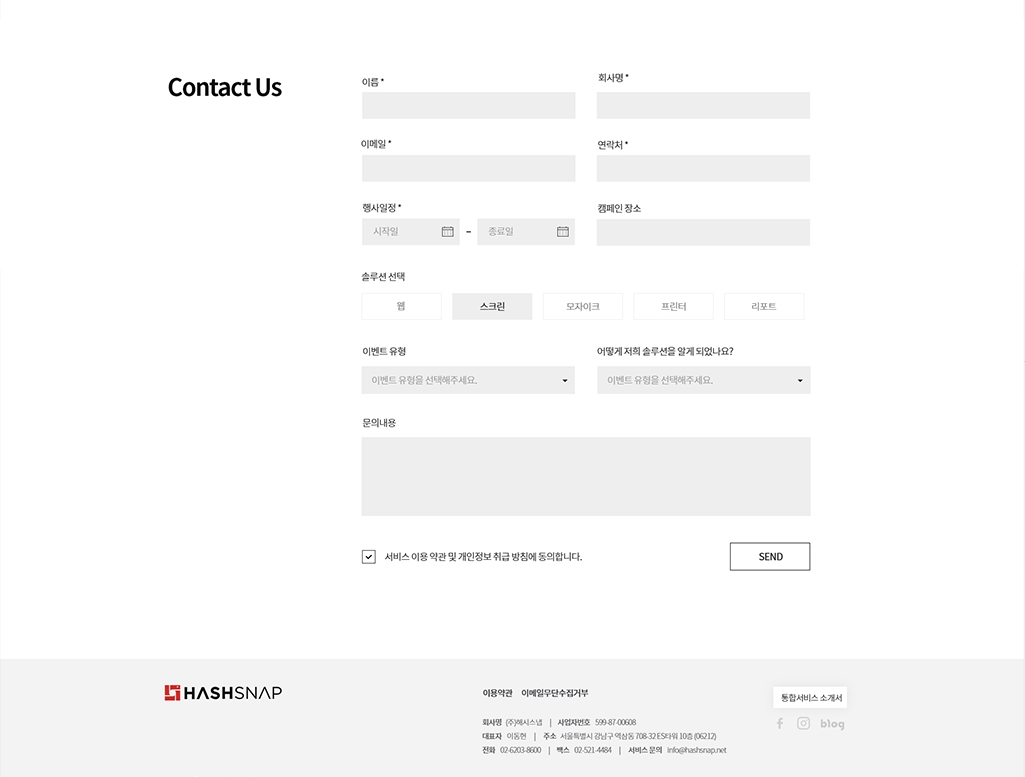 Contact Us
이름 * 회사명 *
이메일 * 연락처 *
행사일정 * 캠페인 장소
시작일 - 종료일
솔루션 선택
웹 스크린 모자이크 프린터 리포트
이벤트 유형 어떻게 저희 솔루션을 알게 되었나요?
이벤트 유형을 선택해주세요. 이벤트 유형을 선택해주세요.
문의내용
서비스 이용 약관 및 개인정보 취급 방침에 동의합니다. SEND
HASHSNAP 이용약관 이메일무단수집거부 통합서비스 소개서
회사명 (주)해시스냅 | 사업자번호 599-87-00608 blog
대표자 이동현 | 주소 서울특별시 강남구 역삼동 708-32 ES타워 10층 (06212)
전화 02-6203-8600 | 팩스 02-521-4484 | 서비스 문의 info@hashsnap.net